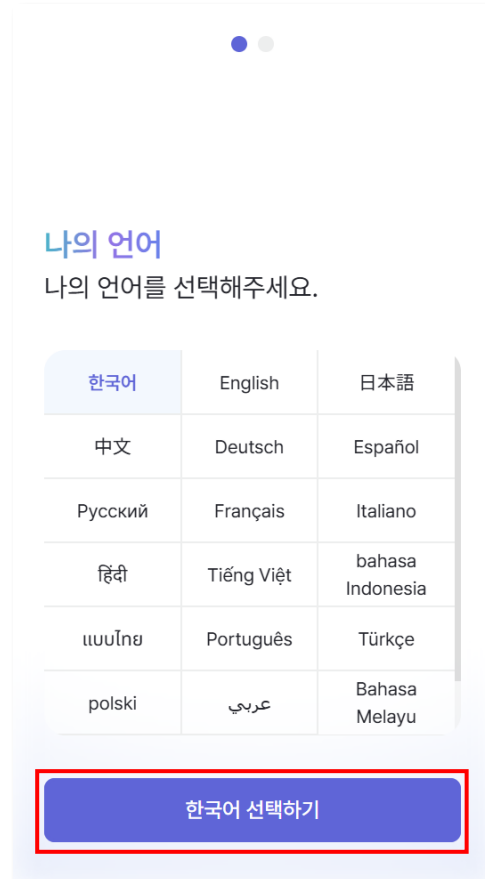 나의 언어
나의 언어를 선택해주세요.
한국어 English 日本語
中文 Deutsch Español
Русский Français Italiano
हिंदी Tiếng Việt bahasa Indonesia
แบบไทย Português Türkçe
polski عربي Bahasa Melayu
한국어 선택하기